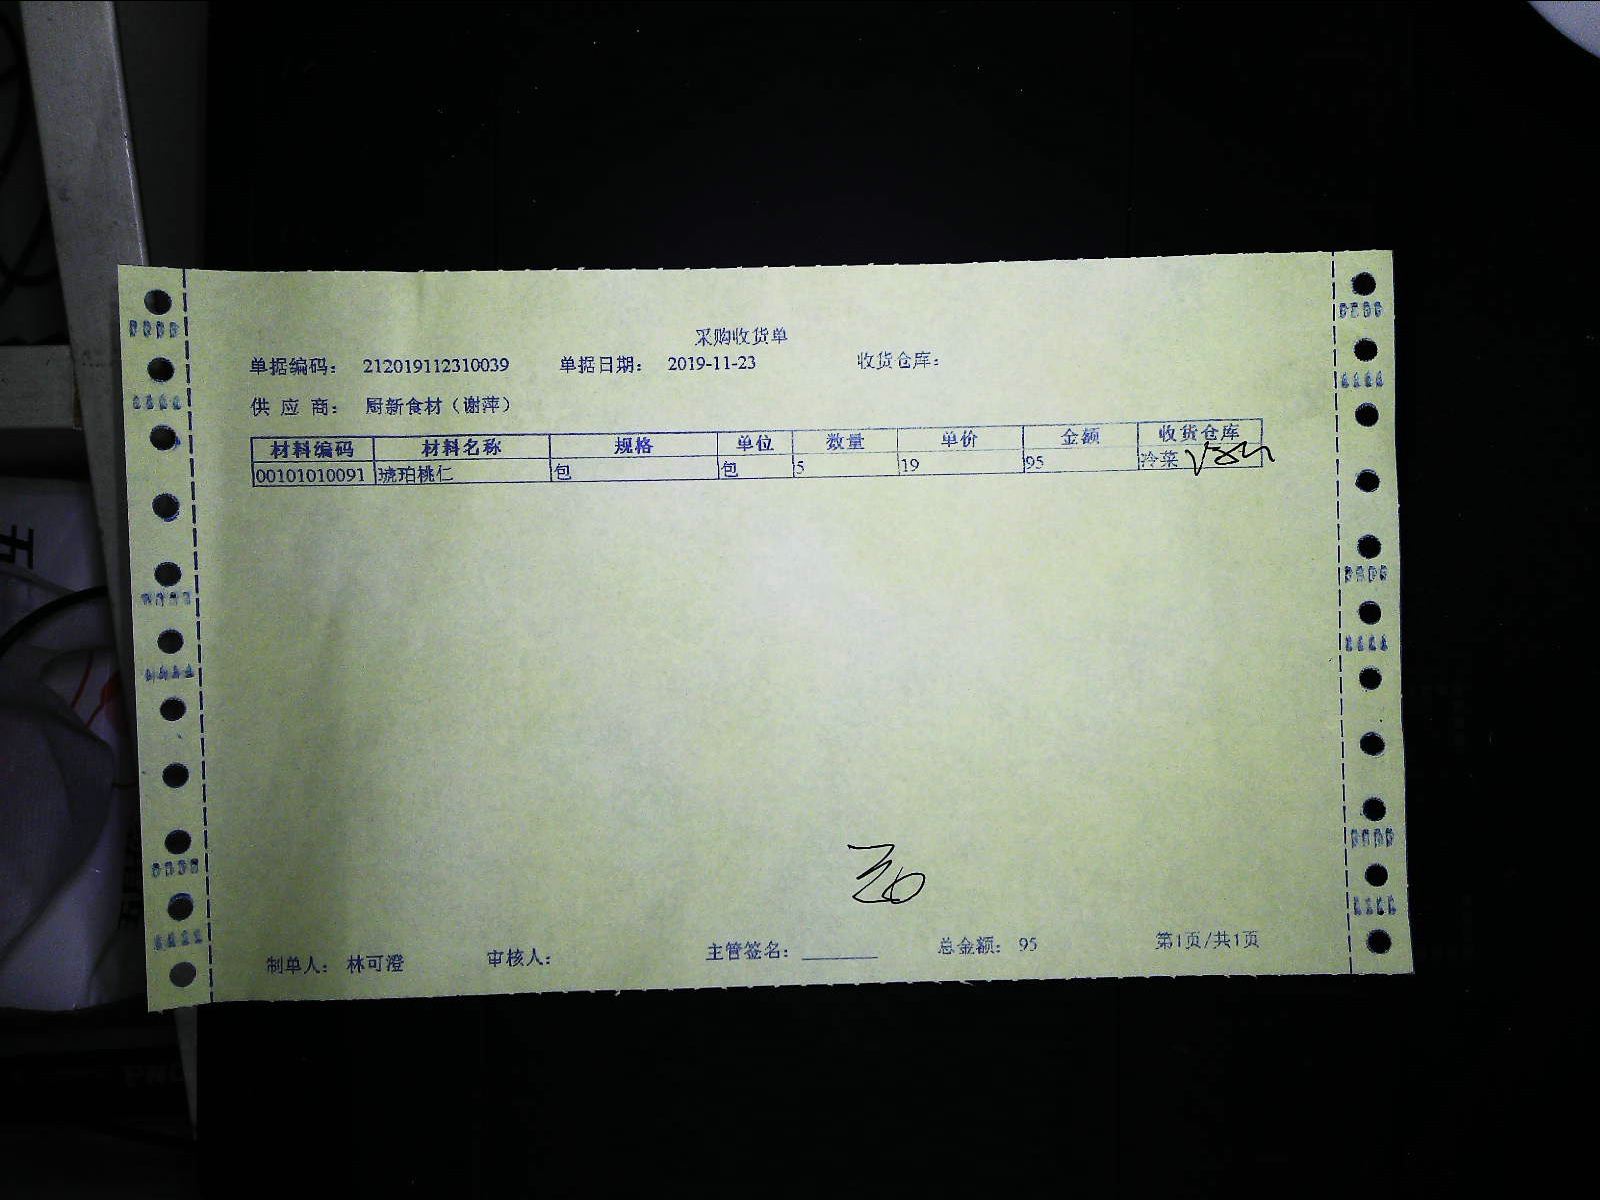 采购收货单
单据编码： 212019112310039 单据日期： 2019-11-23 收货仓库：
供 应 商： 厨新食材（谢萍）
材料编码 材料名称 规格 单位 数量 单价 金额 收货仓库
00101010091 琥珀桃仁 包 包 5 19 95 冷菜
制单人： 林可澄 审核人： 主管签名：________ 总金额： 95 第1页/共1页